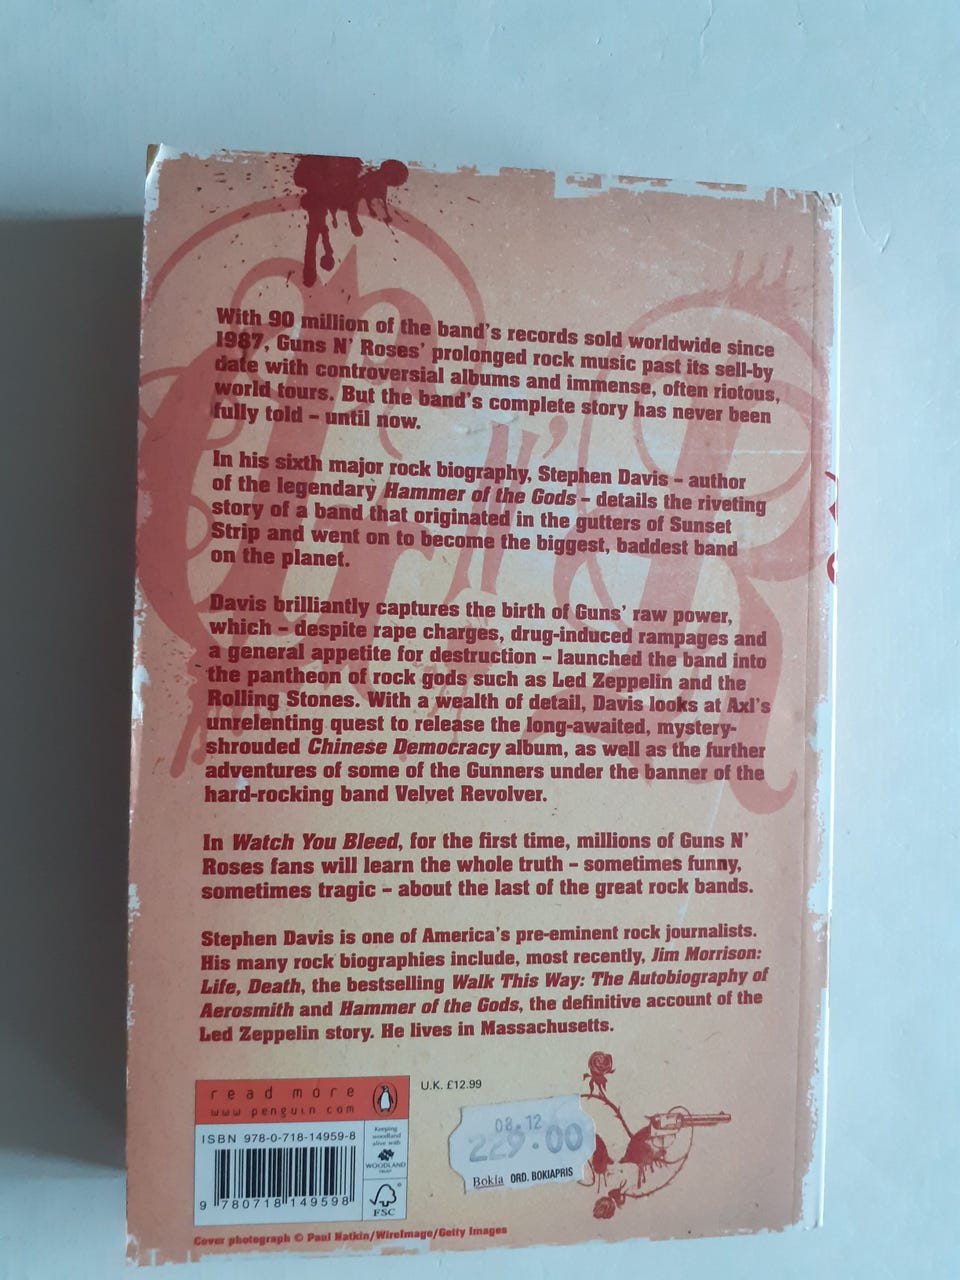 With 90 million of the band's records sold worldwide since
1987, Guns N' Roses' prolonged rock music past its sell-by
date with controversial albums and immense, often riotous,
world tours. But the band's complete story has never been
fully told – until now.
In his sixth major rock biography, Stephen Davis – author
of the legendary Hammer of the Gods – details the riveting
story of a band that originated in the gutters of Sunset
Strip and went on to become the biggest, baddest band
on the planet.
Davis brilliantly captures the birth of Guns' raw power,
which – despite rape charges, drug-induced rampages and
a general appetite for destruction – launched the band into
the pantheon of rock gods such as Led Zeppelin and the
Rolling Stones. With a wealth of detail, Davis looks at Axl's
unrelenting quest to release the long-awaited, mystery-
shrouded Chinese Democracy album, as well as the further
adventures of some of the Gunners under the banner of the
hard-rocking band Velvet Revolver.
In Watch You Bleed, for the first time, millions of Guns N'
Roses fans will learn the whole truth – sometimes funny,
sometimes tragic – about the last of the great rock bands.
Stephen Davis is one of America's pre-eminent rock journalists.
His many rock biographies include, most recently, Jim Morrison:
Life, Death, the bestselling Walk This Way: The Autobiography of
Aerosmith and Hammer of the Gods, the definitive account of the
Led Zeppelin story. He lives in Massachusetts.
read more
www.penguin.com
U.K. £12.99
ISBN 978-0-718-14959-8
9 780718 149598
Keeping
woodland
alive with
WOODLAND
TRUST
FSC
08.12
229.00
Bokia ORD. BOKIAPRIS
Cover photograph © Paul Natkin/WireImage/Getty Images
G N' R